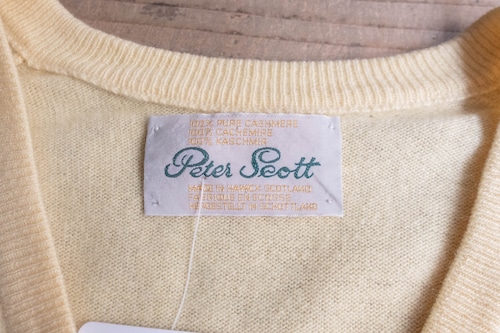 100% PURE CASHMERE
100% CACHEMIRE
100% KASCHMIR
Peter Scott
MADE IN HAWICK SCOTLAND
FABRIQUE EN ECOSSE
HERGESTELLT IN SCHOTTLAND